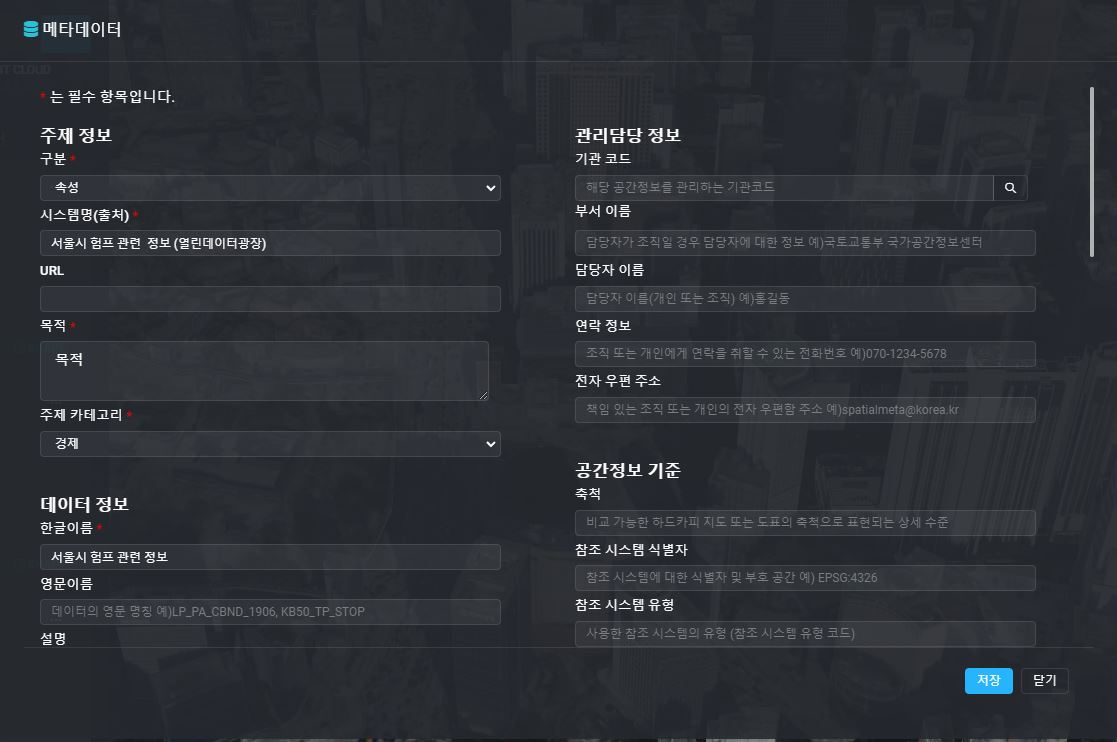 메타데이터
IT CLOUD
* 는 필수 항목입니다.
주제 정보
구분 *
속성
시스템명(출처) *
서울시 험프 관련 정보 (열린데이터광장)
URL
목적 *
목적
주제 카테고리 *
경제
데이터 정보
한글이름 *
서울시 험프 관련 정보
영문이름
데이터의 영문 명칭 예)LP_PA_CBND_1906, KB50_TP_STOP
설명
관리담당 정보
기관 코드
해당 공간정보를 관리하는 기관코드
부서 이름
담당자가 조직일 경우 담당자에 대한 정보 예)국토교통부 국가공간정보센터
담당자 이름
담당자 이름(개인 또는 조직) 예)홍길동
연락 정보
조직 또는 개인에게 연락을 취할 수 있는 전화번호 예)070-1234-5678
전자 우편 주소
책임 있는 조직 또는 개인의 전자 우편함 주소 예)spatialmeta@korea.kr
공간정보 기준
축척
비교 가능한 하드카피 지도 또는 도표의 축척으로 표현되는 상세 수준
참조 시스템 식별자
참조 시스템에 대한 식별자 및 부호 공간 예) EPSG:4326
참조 시스템 유형
사용한 참조 시스템의 유형 (참조 시스템 유형 코드)
저장
닫기